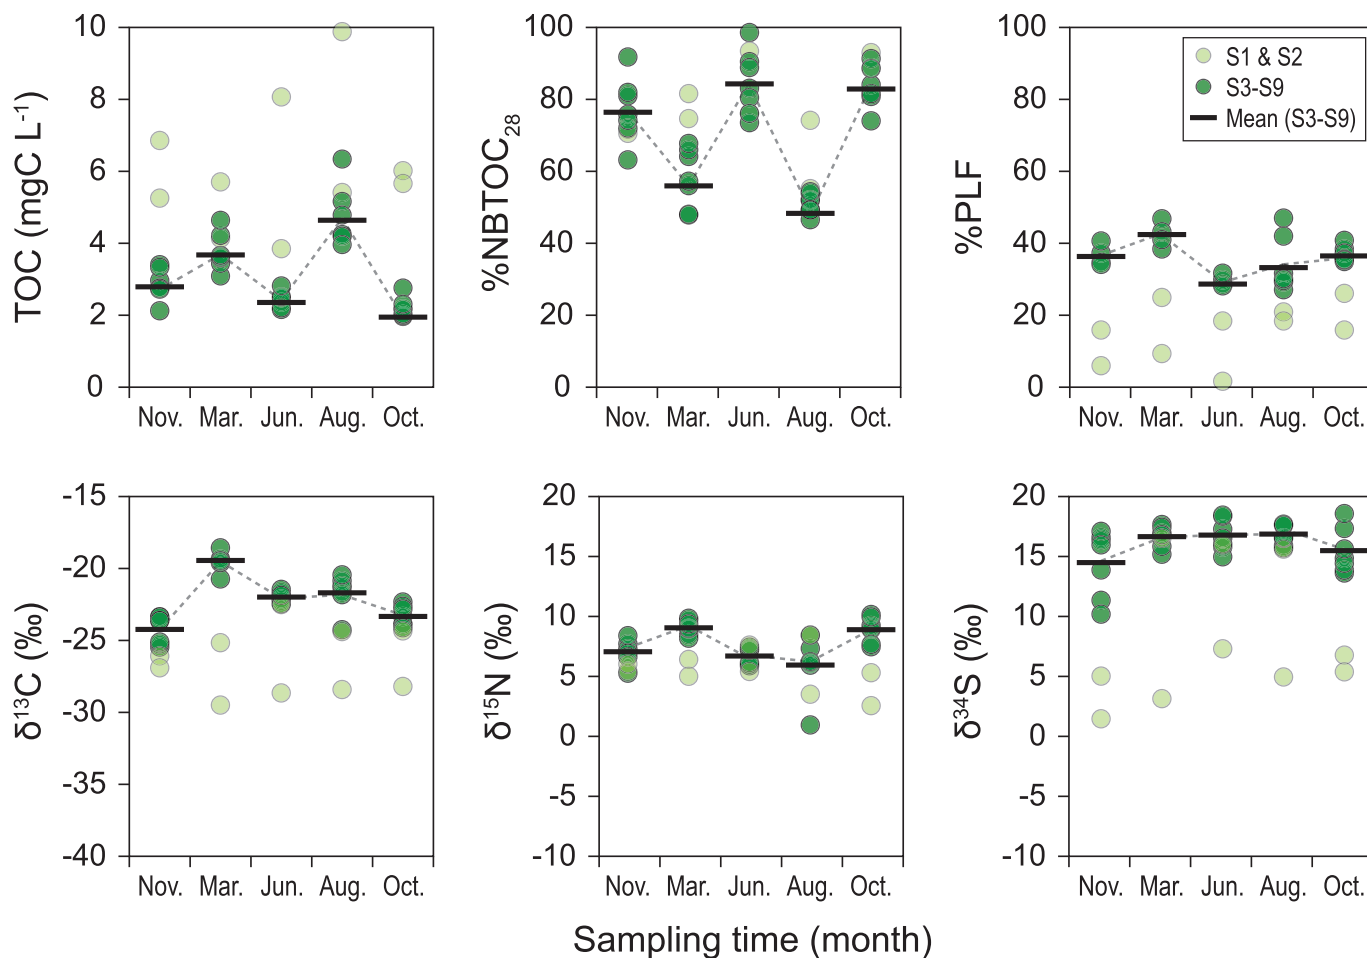 TOC (mgC L⁻¹)
10
8
6
4
2
0
Nov. Mar. Jun. Aug. Oct.
%NBTOC₂₈
100
80
60
40
20
0
Nov. Mar. Jun. Aug. Oct.
%PLF
100
80
60
40
20
0
Nov. Mar. Jun. Aug. Oct.
S1 & S2
S3-S9
Mean (S3-S9)
δ¹³C (‰)
-15
-20
-25
-30
-35
-40
Nov. Mar. Jun. Aug. Oct.
δ¹⁵N (‰)
20
15
10
5
0
-5
-10
Nov. Mar. Jun. Aug. Oct.
δ³⁴S (‰)
20
15
10
5
0
-5
-10
Nov. Mar. Jun. Aug. Oct.
Sampling time (month)